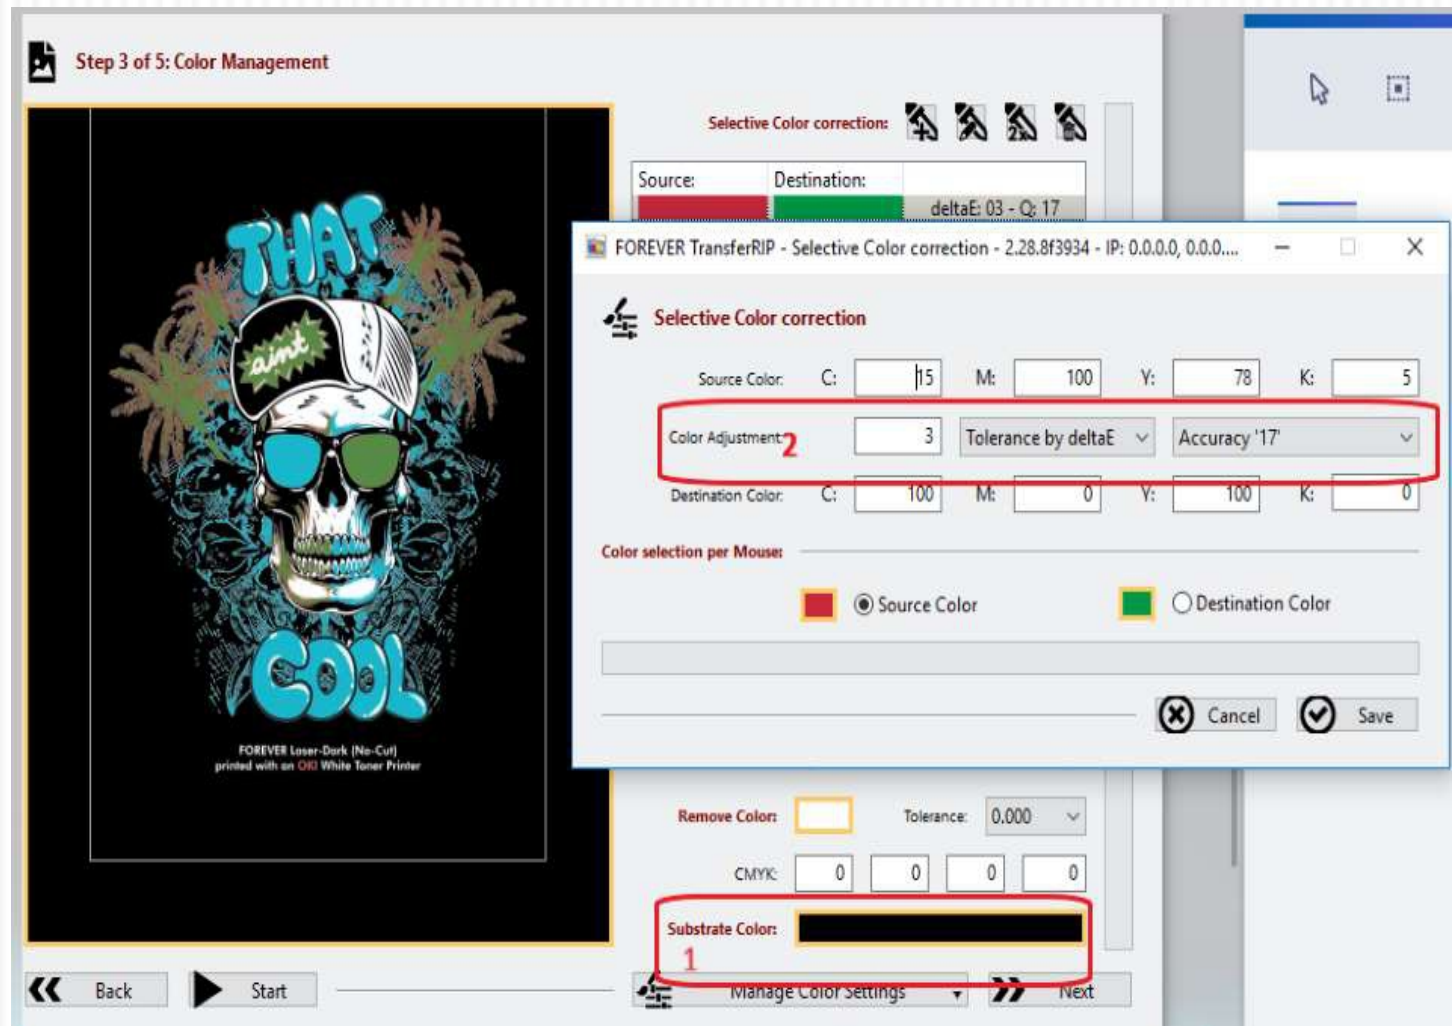 Step 3 of 5: Color Management
THAT
aint
COOL
FOREVER Laser-Dark (No-Cut)
printed with an OKI White Toner Printer
Selective Color correction:
2x
Source: Destination:
deltaE: 03 - Q: 17
FOREVER TransferRIP - Selective Color correction - 2.28.8f3934 - IP: 0.0.0.0, 0.0.0....
Selective Color correction
Source Color: C: 15 M: 100 Y: 78 K: 5
Color Adjustment: 2 3 Tolerance by deltaE Accuracy '17'
Destination Color: C: 100 M: 0 Y: 100 K: 0
Color selection per Mouse:
Source Color Destination Color
Cancel Save
Remove Color: Tolerance: 0.000
CMYK: 0 0 0 0
Substrate Color:
1
Back Start Manage Color Settings Next